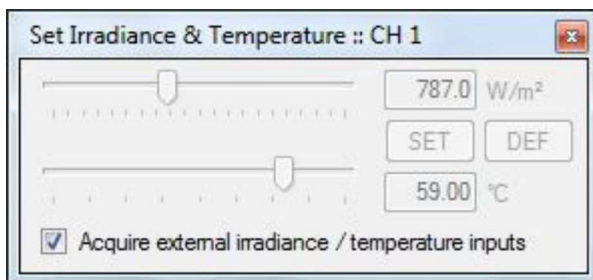 Set Irradiance & Temperature :: CH 1
787.0 W/m²
SET DEF
59.00 °C
Acquire external irradiance / temperature inputs